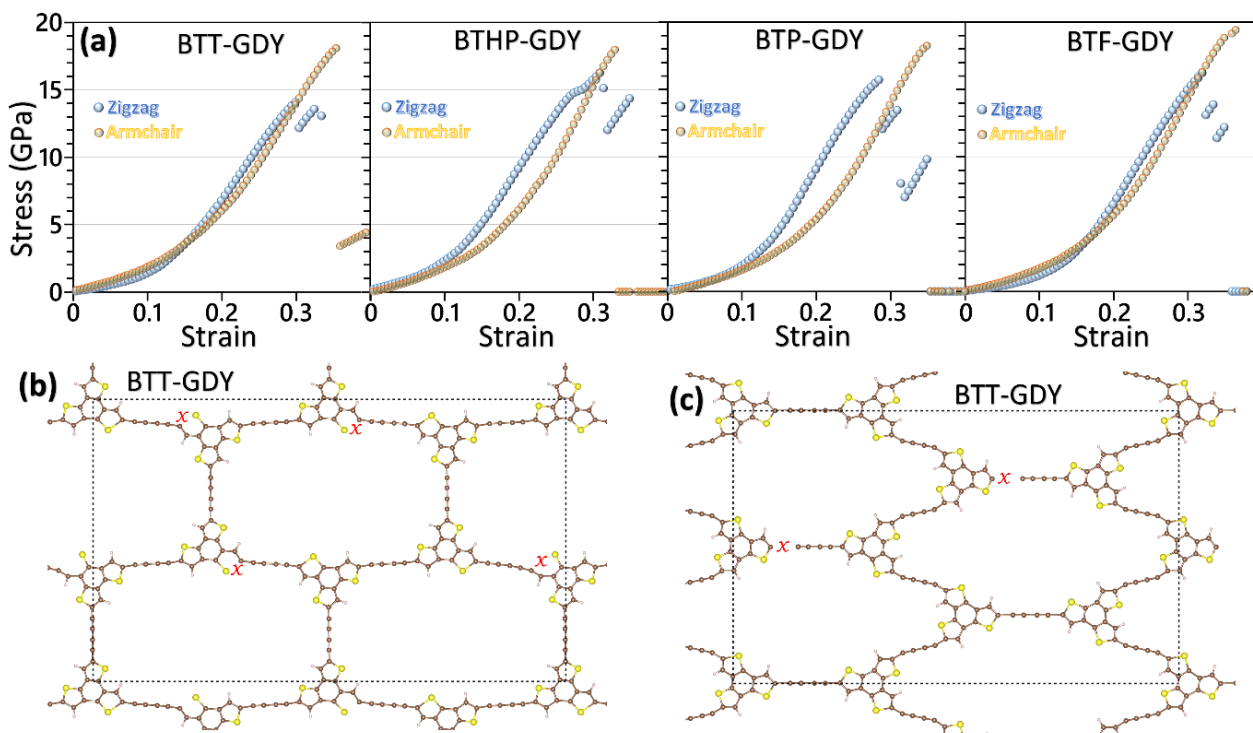 (a)
BTT-GDY
BTHP-GDY
BTP-GDY
BTF-GDY
Stress (GPa)
20
15
10
5
0
Zigzag
Armchair
Zigzag
Armchair
Zigzag
Armchair
Zigzag
Armchair
0 0.1 0.2 0.3
0 0.1 0.2 0.3
0 0.1 0.2 0.3
0 0.1 0.2 0.3
Strain
Strain
Strain
Strain
(b)
BTT-GDY
x
x
x
x
(c)
BTT-GDY
x
x